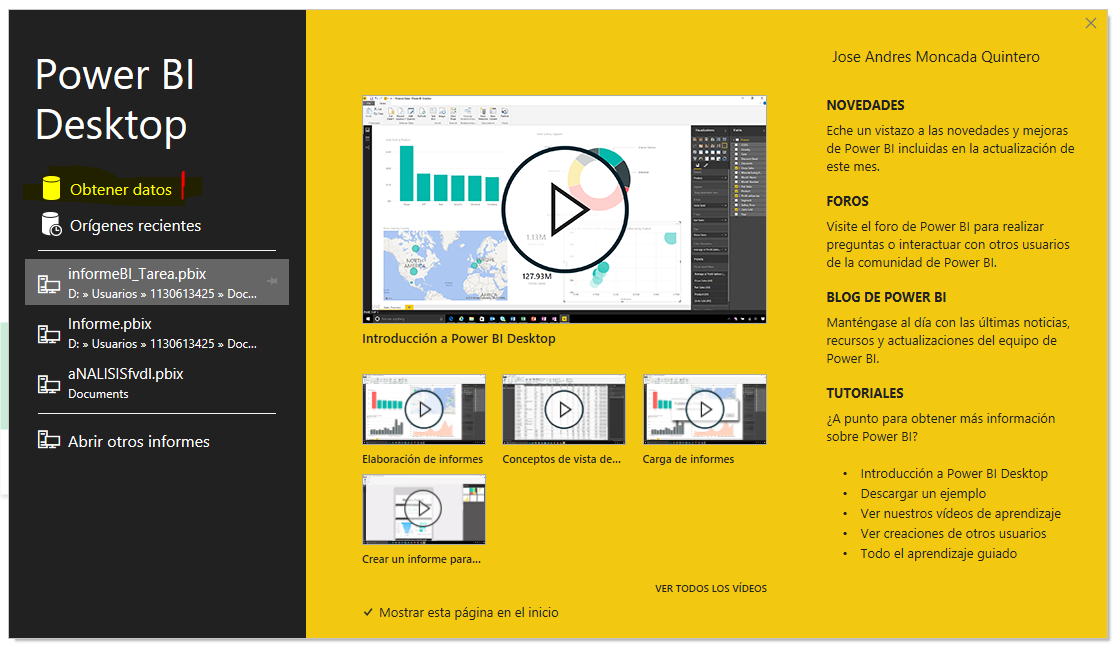 Power BI
Desktop
Obtener datos
Orígenes recientes
informeBI_Tarea.pbix
D: » Usuarios » 1130613425 » Doc...
Informe.pbix
D: » Usuarios » 1130613425 » Doc...
aNALISISfvdl.pbix
Documents
Abrir otros informes
127.93M
Introducción a Power BI Desktop
Elaboración de informes
Conceptos de vista de...
Carga de informes
Crear un informe para...
VER TODOS LOS VÍDEOS
Mostrar esta página en el inicio
Jose Andres Moncada Quintero
NOVEDADES
Eche un vistazo a las novedades y mejoras
de Power BI incluidas en la actualización de
este mes.
FOROS
Visite el foro de Power BI para realizar
preguntas o interactuar con otros usuarios
de la comunidad de Power BI.
BLOG DE POWER BI
Manténgase al día con las últimas noticias,
recursos y actualizaciones del equipo de
Power BI.
TUTORIALES
¿A punto para obtener más información
sobre Power BI?
• Introducción a Power BI Desktop
• Descargar un ejemplo
• Ver nuestros vídeos de aprendizaje
• Ver creaciones de otros usuarios
• Todo el aprendizaje guiado